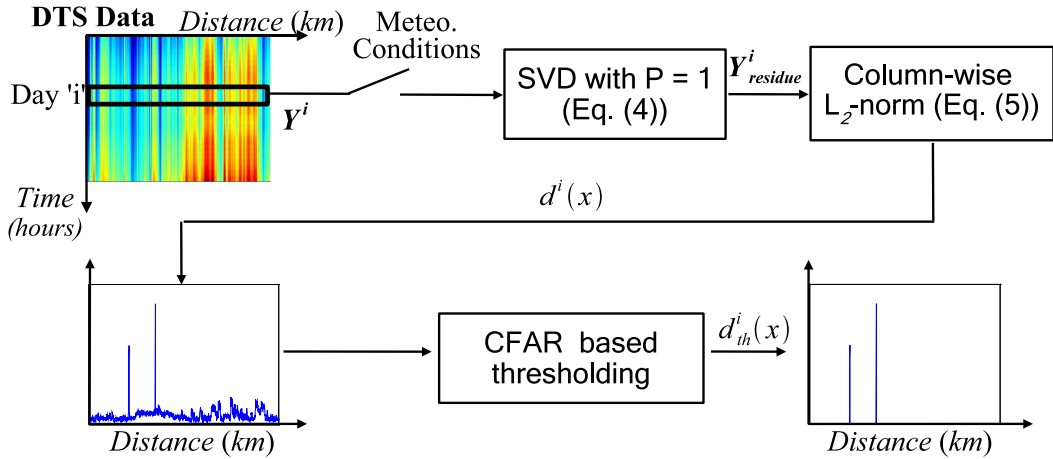 DTS Data
Distance (km)
Meteo.
Conditions
Day 'i'
Y^i
SVD with P = 1
(Eq. (4))
Y^i_residue
Column-wise
L_2-norm (Eq. (5))
Time
(hours)
d^i(x)
CFAR based
thresholding
d^i_th(x)
Distance (km)
Distance (km)